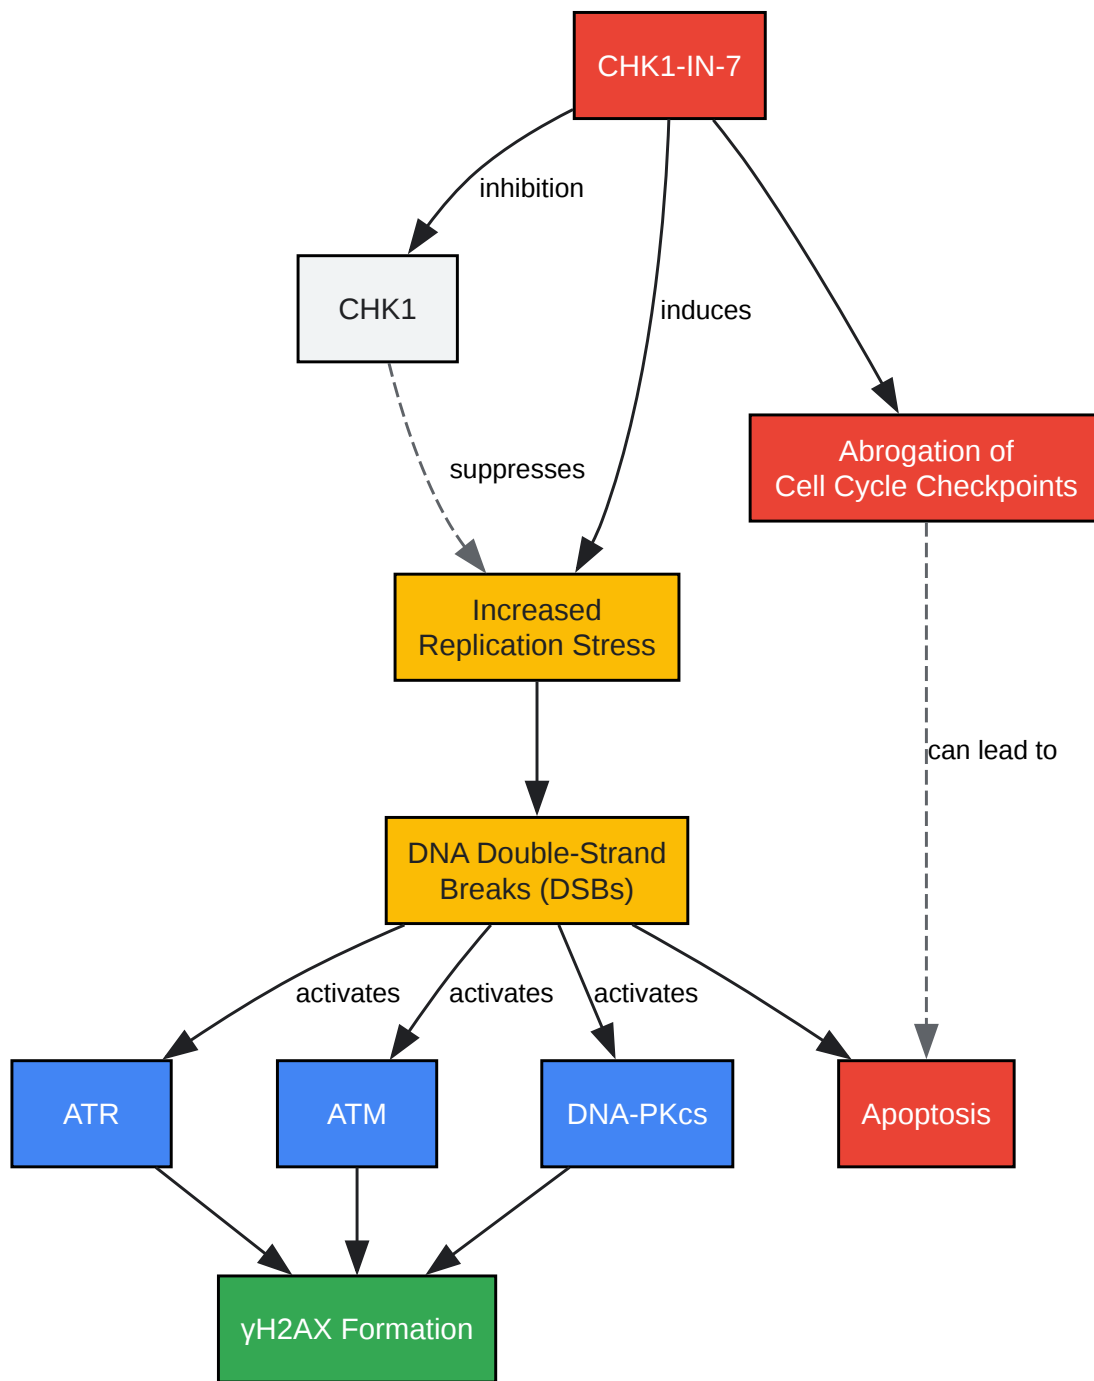 CHK1-IN-7
inhibition
CHK1
induces
Abrogation of
Cell Cycle Checkpoints
suppresses
Increased
Replication Stress
can lead to
DNA Double-Strand
Breaks (DSBs)
activates
activates
activates
ATR
ATM
DNA-PKcs
Apoptosis
γH2AX Formation